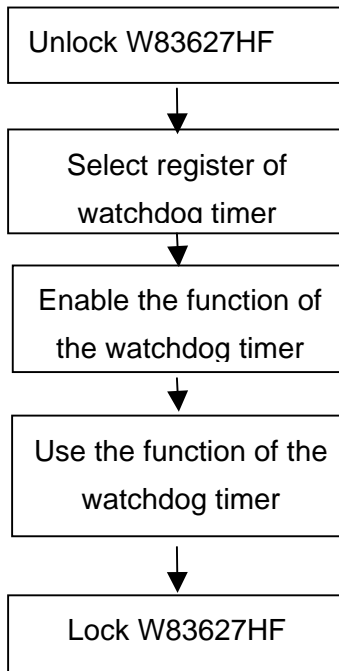 Unlock W83627HF
Select register of
watchdog timer
Enable the function of
the watchdog timer
Use the function of the
watchdog timer
Lock W83627HF